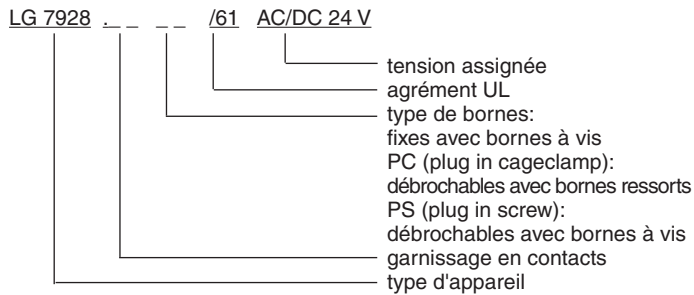 LG 7928 ._ _ _ _ /61 AC/DC 24 V
tension assignée
agrément UL
type de bornes:
fixes avec bornes à vis
PC (plug in cageclamp):
débrochables avec bornes ressorts
PS (plug in screw):
débrochables avec bornes à vis
garnissage en contacts
type d'appareil